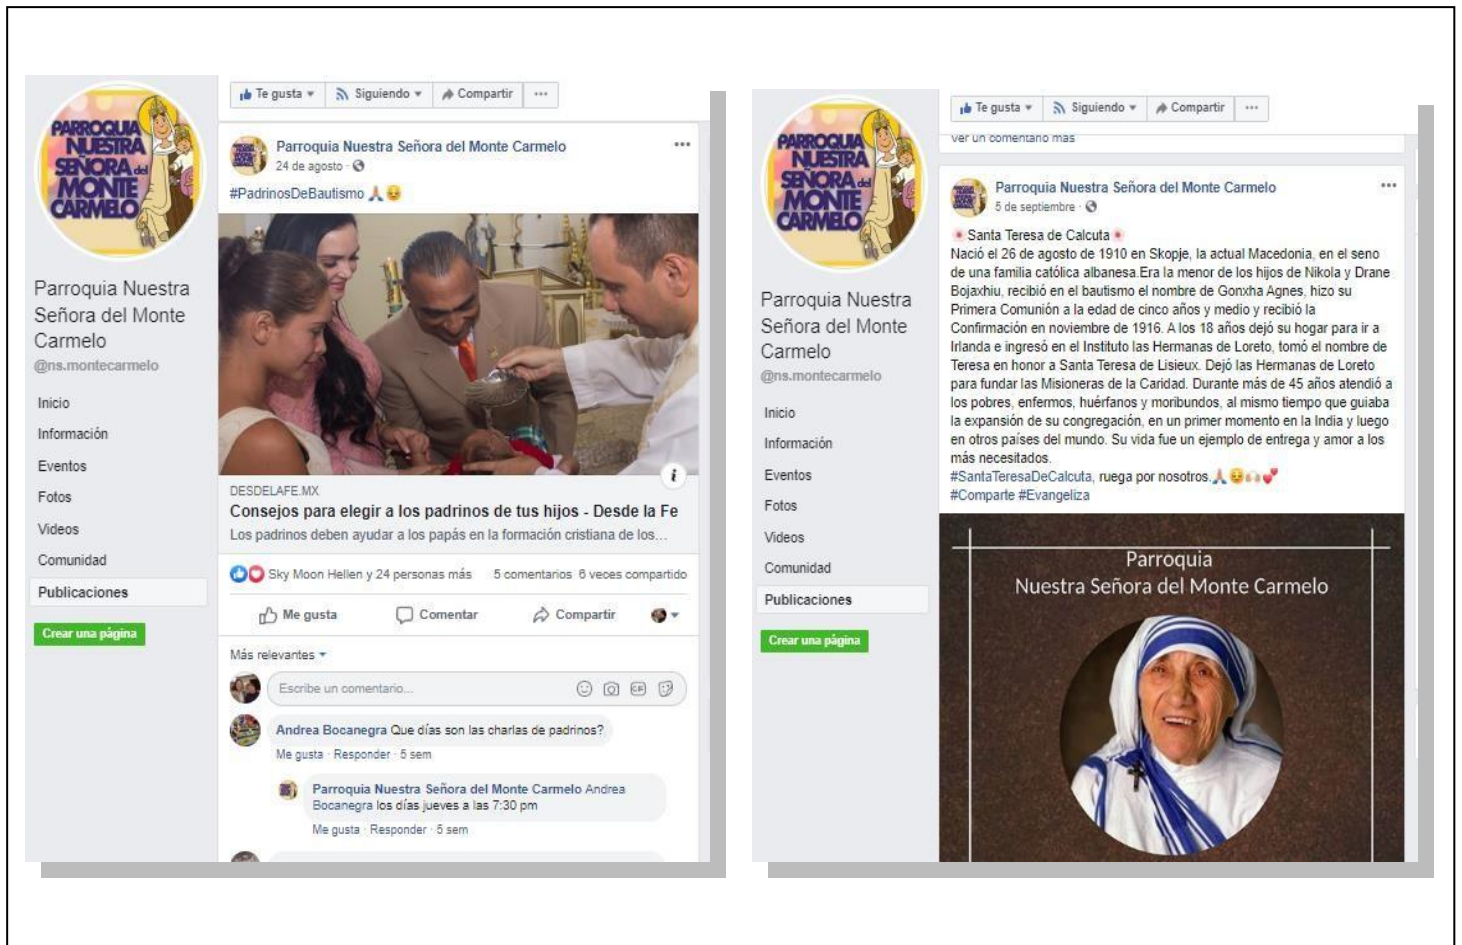 PARROQUIA
NUESTRA
SEÑORA del
MONTE
CARMELO
Parroquia Nuestra
Señora del Monte
Carmelo
@ns.montecarmelo
Inicio
Información
Eventos
Fotos
Videos
Comunidad
Publicaciones
Crear una página
Te gusta
Siguiendo
Compartir
Parroquia Nuestra Señora del Monte Carmelo
24 de agosto ·
#PadrinosDeBautismo 🙏😣
DESDELAFE.MX
Consejos para elegir a los padrinos de tus hijos - Desde la Fe
Los padrinos deben ayudar a los papás en la formación cristiana de los...
Sky Moon Hellen y 24 personas más 5 comentarios 6 veces compartido
Me gusta Comentar Compartir
Más relevantes
Escribe un comentario...
GIF
Andrea Bocanegra Que días son las charlas de padrinos?
Me gusta · Responder · 5 sem
Parroquia Nuestra Señora del Monte Carmelo Andrea
Bocanegra los días jueves a las 7:30 pm
Me gusta · Responder · 5 sem
PARROQUIA
NUESTRA
SEÑORA del
MONTE
CARMELO
Parroquia Nuestra
Señora del Monte
Carmelo
@ns.montecarmelo
Inicio
Información
Eventos
Fotos
Videos
Comunidad
Publicaciones
Crear una página
Te gusta
Siguiendo
Compartir
Ver un comentario más
Parroquia Nuestra Señora del Monte Carmelo
5 de septiembre ·
🌸Santa Teresa de Calcuta🌸
Nació el 26 de agosto de 1910 en Skopje, la actual Macedonia, en el seno
de una familia católica albanesa.Era la menor de los hijos de Nikola y Drane
Bojaxhiu, recibió en el bautismo el nombre de Gonxha Agnes, hizo su
Primera Comunión a la edad de cinco años y medio y recibió la
Confirmación en noviembre de 1916. A los 18 años dejó su hogar para ir a
Irlanda e ingresó en el Instituto las Hermanas de Loreto, tomó el nombre de
Teresa en honor a Santa Teresa de Lisieux. Dejó las Hermanas de Loreto
para fundar las Misioneras de la Caridad. Durante más de 45 años atendió a
los pobres, enfermos, huérfanos y moribundos, al mismo tiempo que guiaba
la expansión de su congregación, en un primer momento en la India y luego
en otros países del mundo. Su vida fue un ejemplo de entrega y amor a los
más necesitados.
#SantaTeresaDeCalcuta, ruega por nosotros.🙏😣🙌💕
#Comparte #Evangeliza
Parroquia
Nuestra Señora del Monte Carmelo